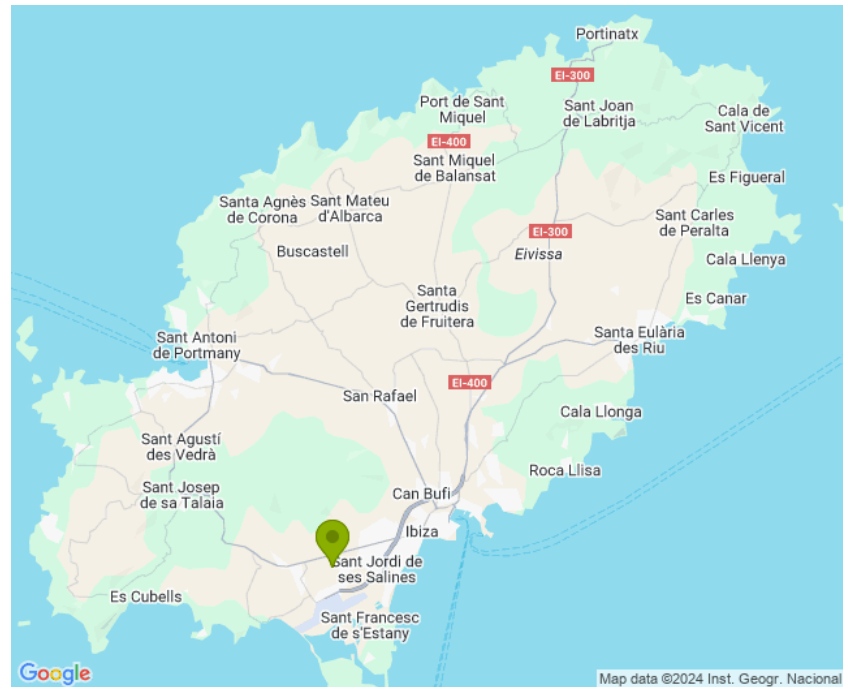 Portinatx
EI-300
Port de Sant
Miquel
Sant Joan
de Labritja
Cala de
Sant Vicent
EI-400
Sant Miquel
de Balansat
Es Figueral
Santa Agnès
de Corona
Sant Mateu
d'Albarca
Sant Carles
de Peralta
EI-300
Buscastell
Eivissa
Cala Llenya
Santa
Gertrudis
de Fruitera
Es Canar
Sant Antoni
de Portmany
Santa Eulària
des Riu
EI-400
San Rafael
Cala Llonga
Sant Agustí
des Vedrà
Roca Llisa
Sant Josep
de sa Talaia
Can Bufi
Ibiza
Sant Jordi de
ses Salines
Es Cubells
Sant Francesc
de s'Estany
Google
Map data ©2024 Inst. Geogr. Nacional